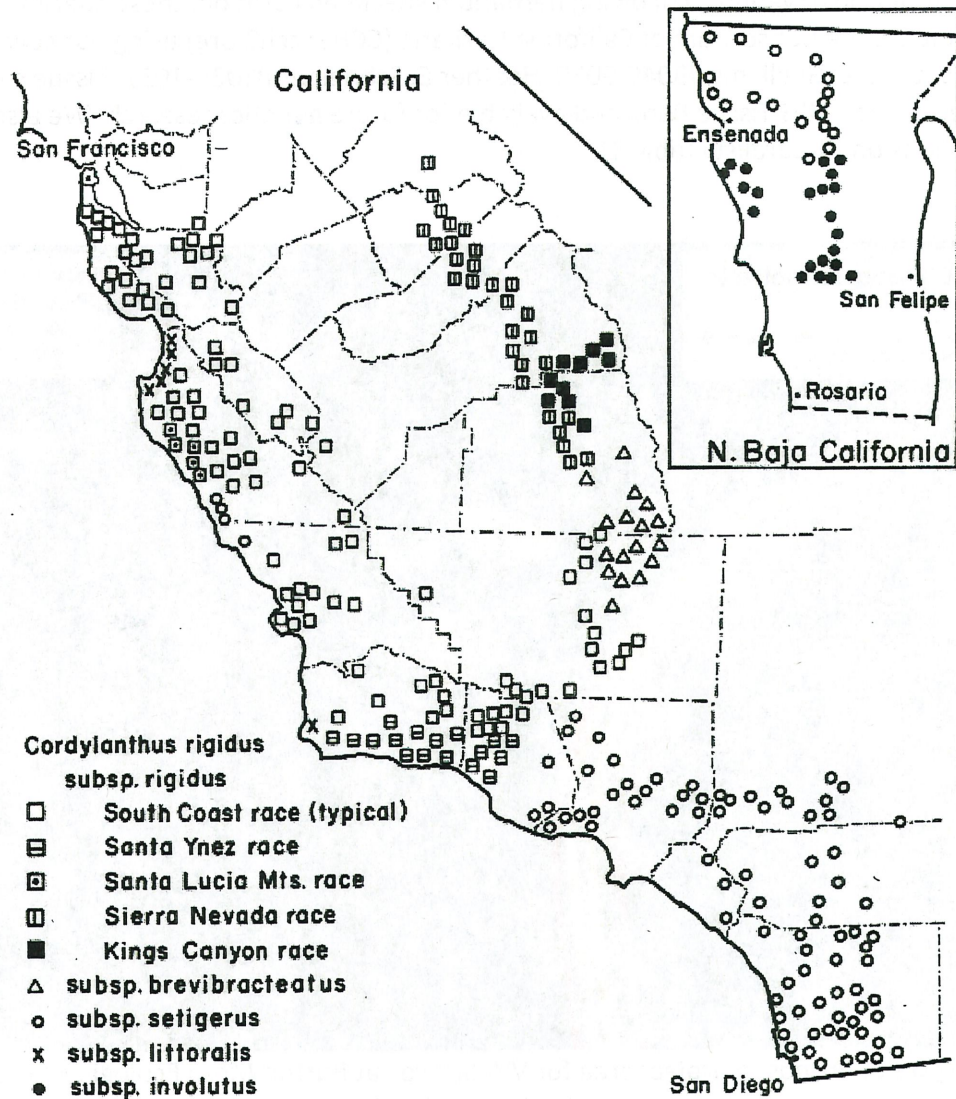 California
San Francisco
Ensenada
San Felipe
Rosario
N. Baja California
Cordylanthus rigidus
subsp. rigidus
South Coast race (typical)
Santa Ynez race
Santa Lucia Mts. race
Sierra Nevada race
Kings Canyon race
subsp. brevibracteatus
subsp. setigerus
subsp. littoralis
subsp. involutus
San Diego